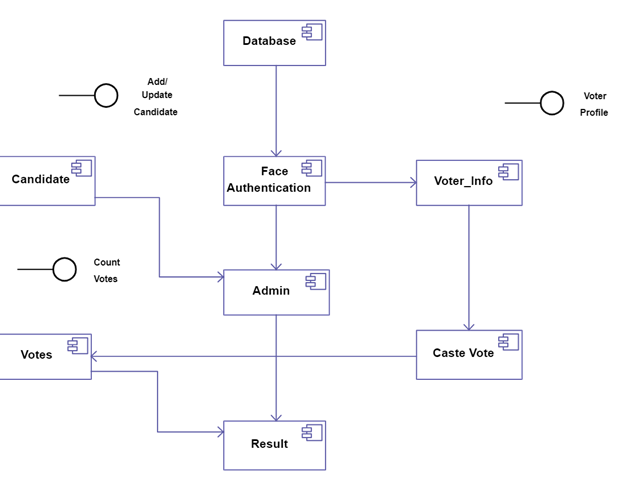 Database
Add/
Update
Candidate
Voter
Profile
Candidate
Face
Authentication
Voter_Info
Count
Votes
Admin
Votes
Caste Vote
Result